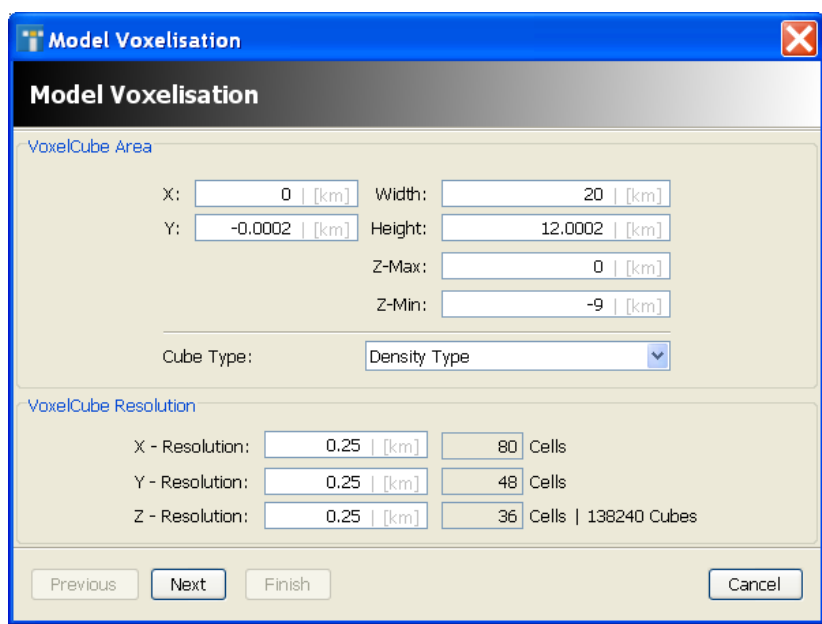 Model Voxelisation
Model Voxelisation
VoxelCube Area
X: 0 | [km] Width: 20 | [km]
Y: -0.0002 | [km] Height: 12.0002 | [km]
Z-Max: 0 | [km]
Z-Min: -9 | [km]
Cube Type: Density Type
VoxelCube Resolution
X - Resolution: 0.25 | [km] 80 Cells
Y - Resolution: 0.25 | [km] 48 Cells
Z - Resolution: 0.25 | [km] 36 Cells | 138240 Cubes
Previous Next Finish Cancel